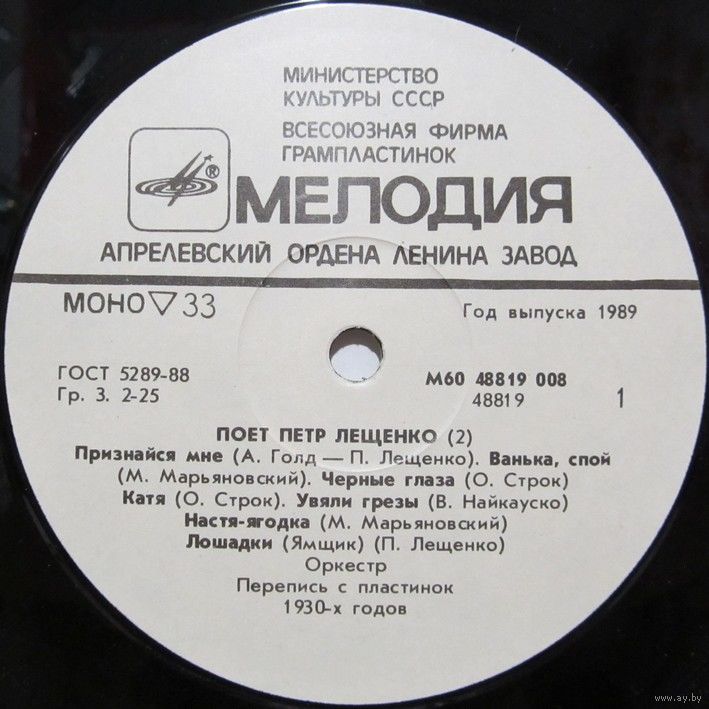 МИНИСТЕРСТВО
КУЛЬТУРЫ СССР
ВСЕСОЮЗНАЯ ФИРМА
ГРАМПЛАСТИНОК
®
МЕЛОДИЯ
АПРЕЛЕВСКИЙ ОРДЕНА ЛЕНИНА ЗАВОД
МОНО ▽ 33
Год выпуска 1989
ГОСТ 5289-88
Гр. 3. 2-25
М60 48819 008
48819
1
ПОЕТ ПЕТР ЛЕЩЕНКО (2)
Признайся мне (А. Голд — П. Лещенко). Ванька, спой
(М. Марьяновский). Черные глаза (О. Строк)
Катя (О. Строк). Увяли грезы (В. Найкауско)
Настя-ягодка (М. Марьяновский)
Лошадки (Ямщик) (П. Лещенко)
Оркестр
Перепись с пластинок
1930-х годов
www.ay.by